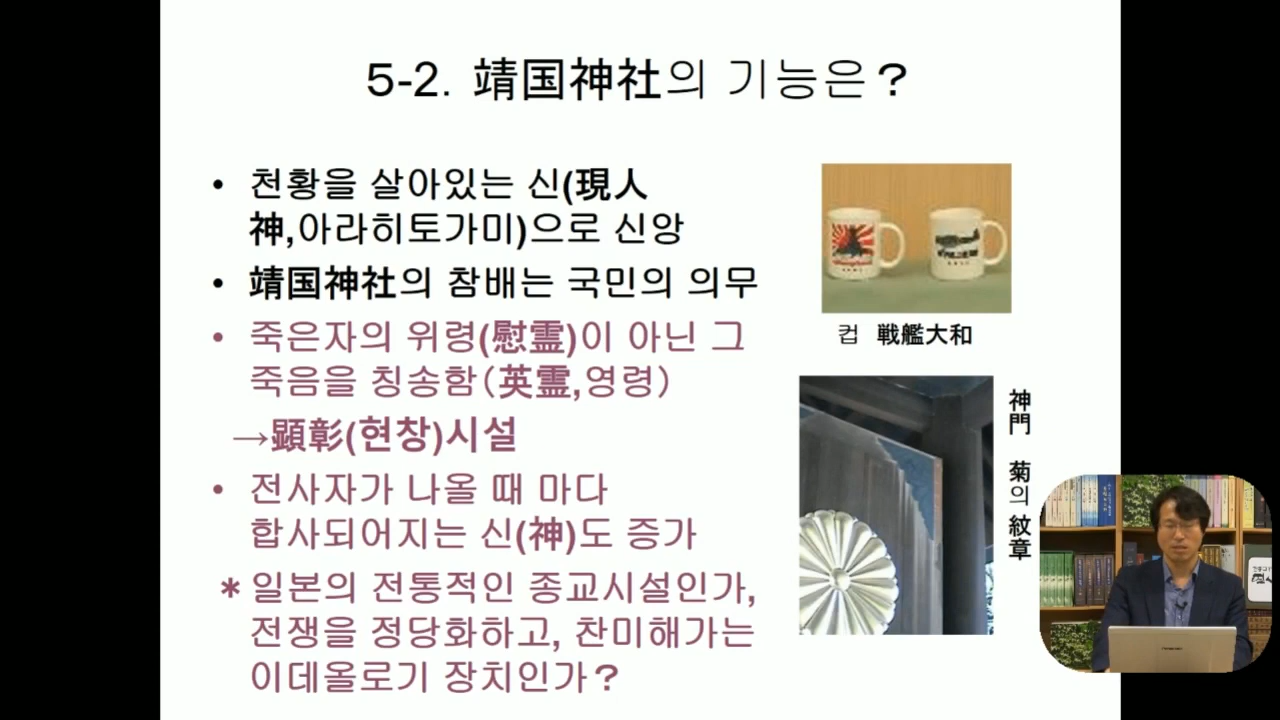 5-2. 靖国神社의 기능은？
• 천황을 살아있는 신(現人
神,아라히토가미)으로 신앙
• 靖国神社의 참배는 국민의 의무
• 죽은자의 위령(慰霊)이 아닌 그
죽음을 칭송함（英霊,영령）
→顕彰(현창)시설
• 전사자가 나올 때 마다
합사되어지는 신(神)도 증가
＊일본의 전통적인 종교시설인가,
전쟁을 정당화하고, 찬미해가는
이데올로기 장치인가？
컵 戦艦大和
神門 菊의 紋章